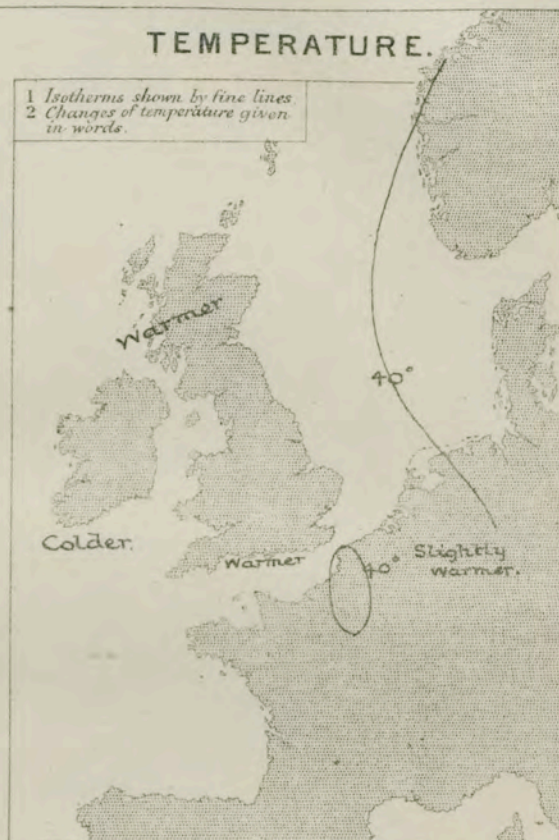 TEMPERATURE.
1 Isotherms shown by fine lines
2 Changes of temperature given
in words.
Warmer
40°
Colder.
Warmer
40°
Slightly
warmer.